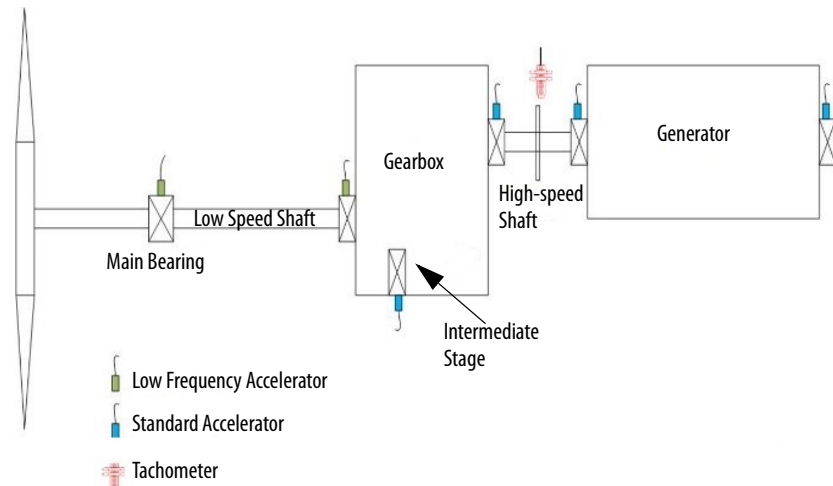 Gearbox
Generator
Low Speed Shaft
High-speed
Shaft
Main Bearing
Intermediate
Stage
Low Frequency Accelerator
Standard Accelerator
Tachometer